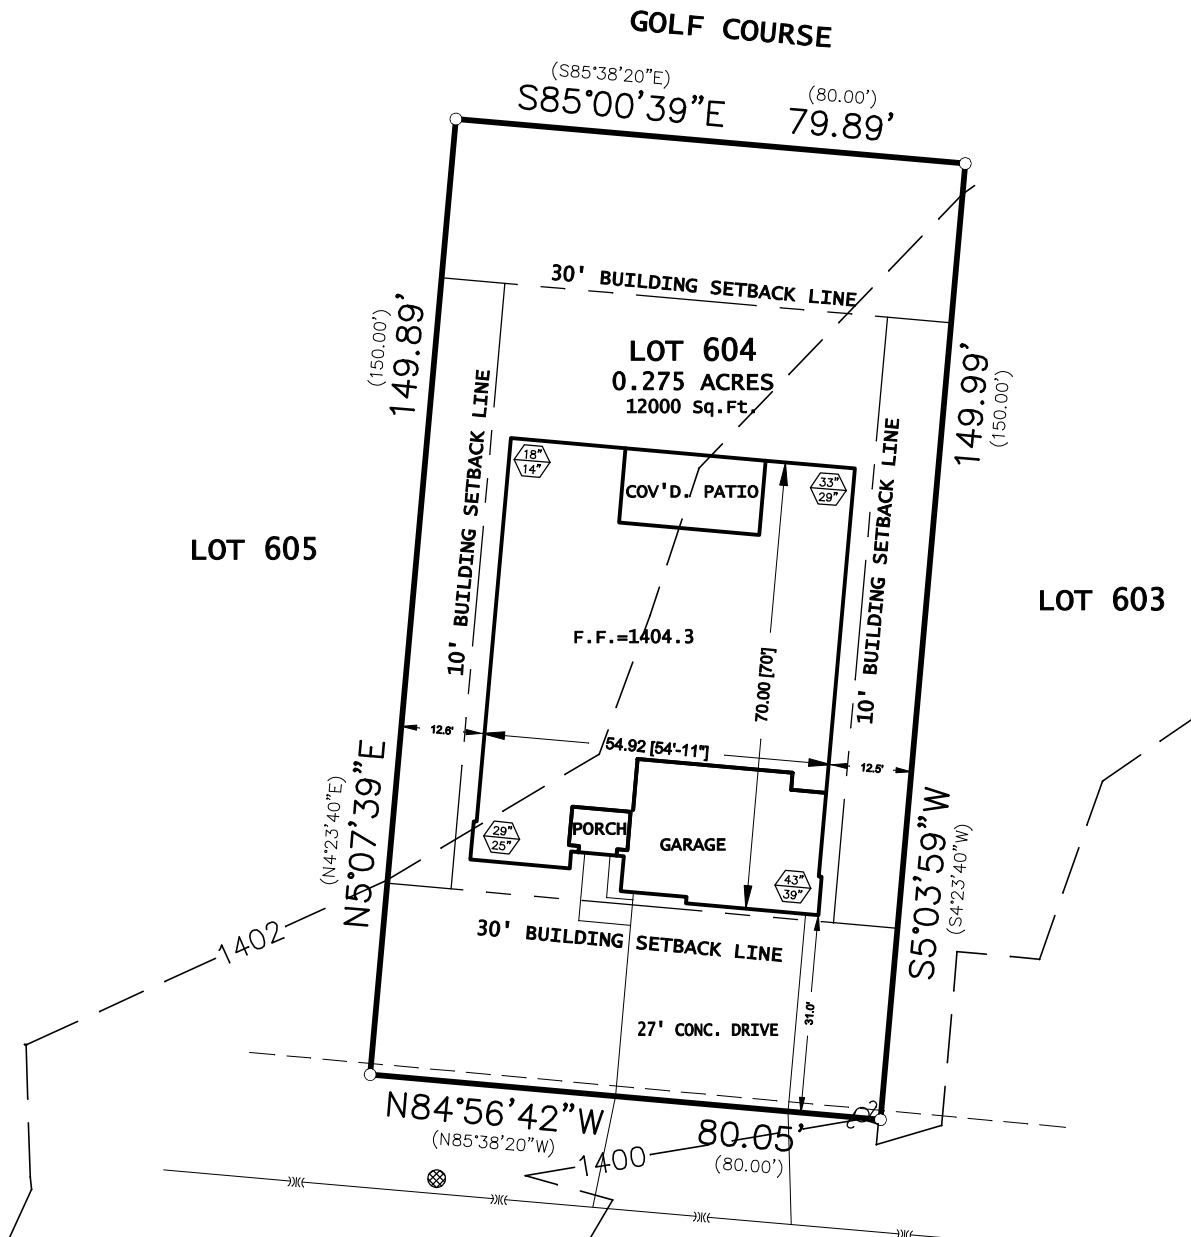 GOLF COURSE
(S85°38'20"E)
S85°00'39"E
(80.00')
79.89'
30' BUILDING SETBACK LINE
(150.00')
149.89'
LOT 604
0.275 ACRES
12000 Sq.Ft.
149.99'
(150.00')
10' BUILDING SETBACK LINE
10' BUILDING SETBACK LINE
18"
14"
COV'D. PATIO
33"
29"
LOT 605
LOT 603
F.F.=1404.3
70.00 [70']
12.6'
54.92 [54'-11"]
12.5'
(N4°23'40"E)
N5°07'39"E
29"
25"
PORCH
GARAGE
43"
39"
S5°03'59"W
(S4°23'40"W)
1402
30' BUILDING SETBACK LINE
31.0'
27' CONC. DRIVE
N84°56'42"W
(N85°38'20"W)
80.05'
(80.00')
1400